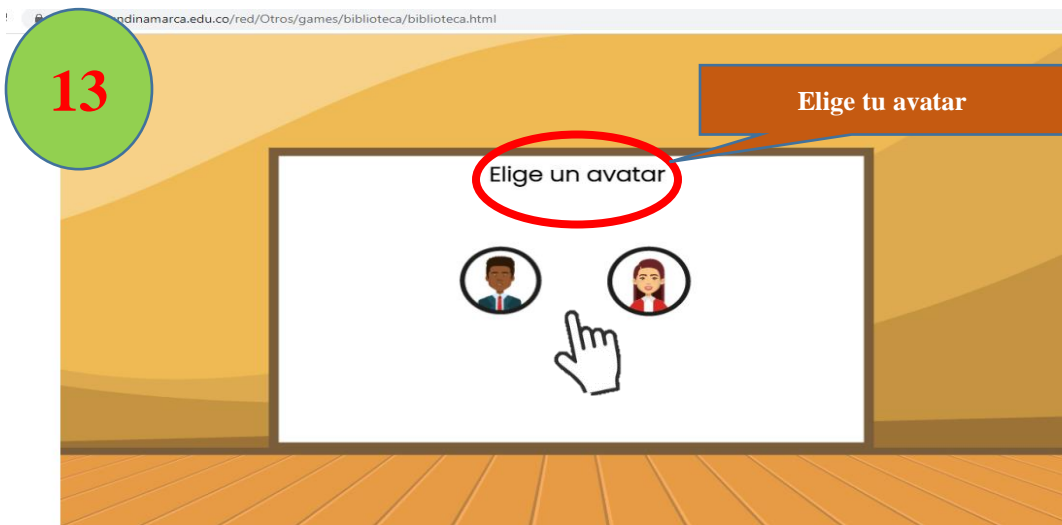 ndinamarca.edu.co/red/Otros/games/biblioteca/biblioteca.html
13
Elige tu avatar
Elige un avatar